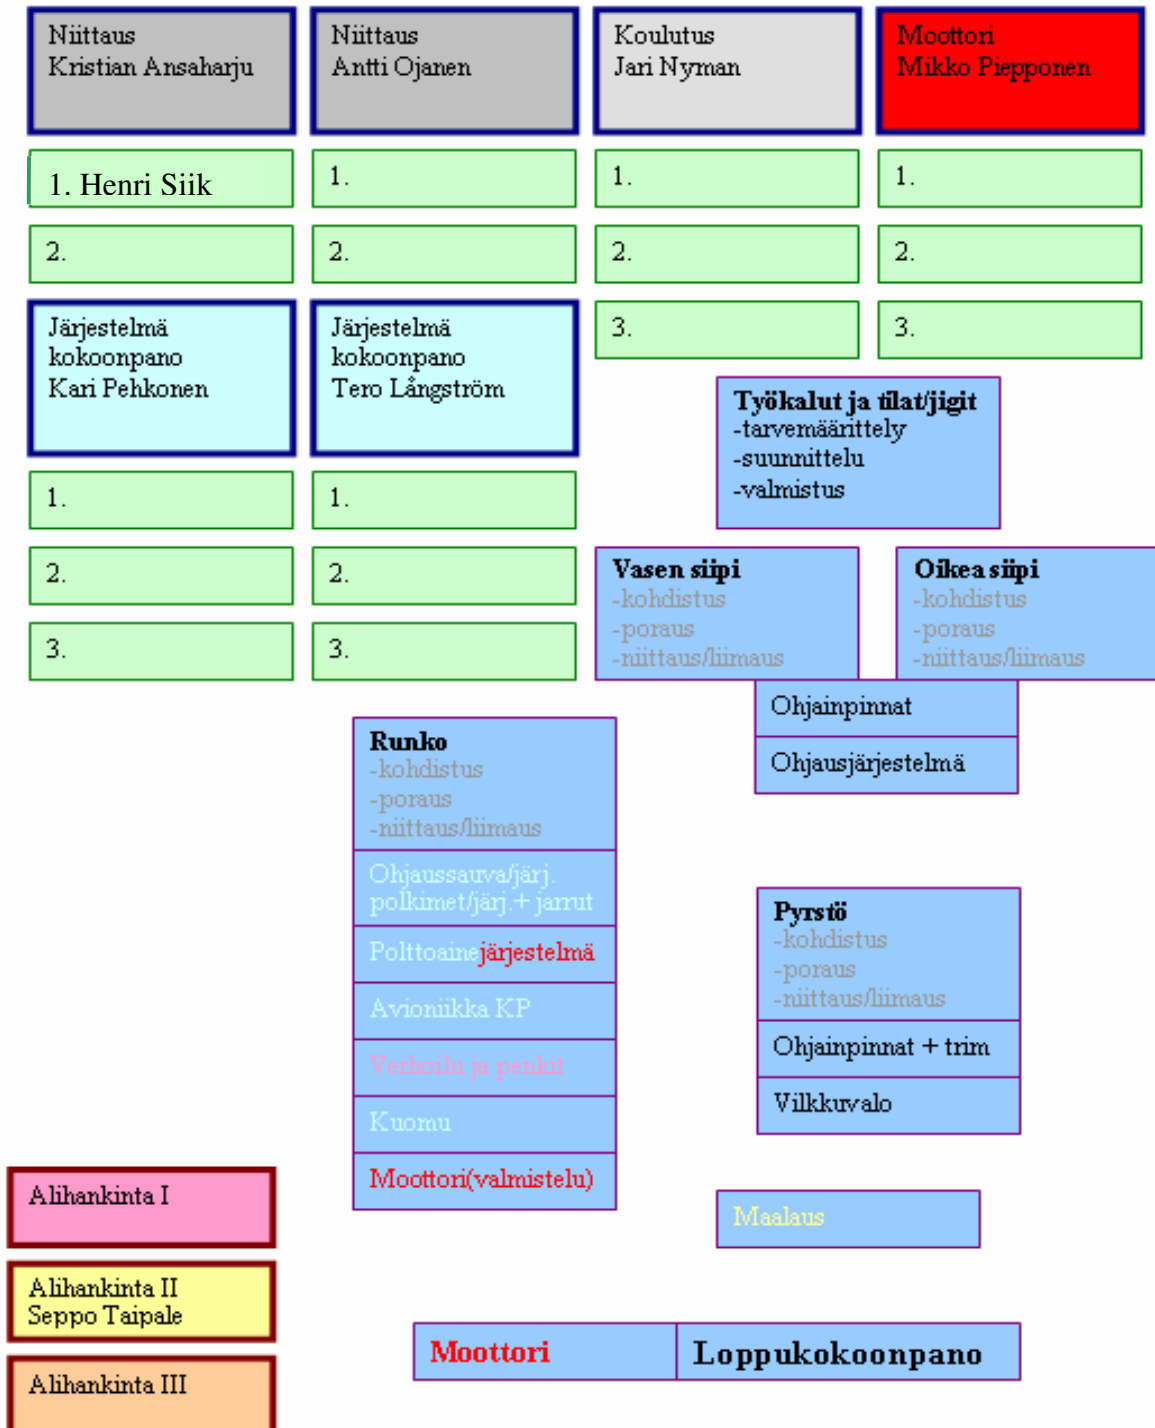 Niittaus
Kristian Ansaharju
Niittaus
Antti Ojanen
Koulutus
Jari Nyman
Moottori
Mikko Piepponen
1. Henri Siik
1.
1.
1.
2.
2.
2.
2.
Järjestelmä
kokoonpano
Kari Pehkonen
Järjestelmä
kokoonpano
Tero Långström
3.
3.
Työkalut ja tilat/jigit
-tarvemäärittely
-suunnittelu
-valmistus
1.
1.
2.
2.
3.
3.
Vasen siipi
-kohdistus
-poraus
-niittaus/liimaus
Oikea siipi
-kohdistus
-poraus
-niittaus/liimaus
Ohjainpinnat
Ohjausjärjestelmä
Runko
-kohdistus
-poraus
-niittaus/liimaus
Ohjaussauva/järj.
polkimet/järj.+ jarrut
Polttoainejärjestelmä
Avioniikka KP
Verhoilu ja penkit
Kuomu
Moottori(valmistelu)
Pyrstö
-kohdistus
-poraus
-niittaus/liimaus
Ohjainpinnat + trim
Vilkkuvalo
Maalaus
Alihankinta I
Alihankinta II
Seppo Taipale
Alihankinta III
Moottori
Loppukokoonpano